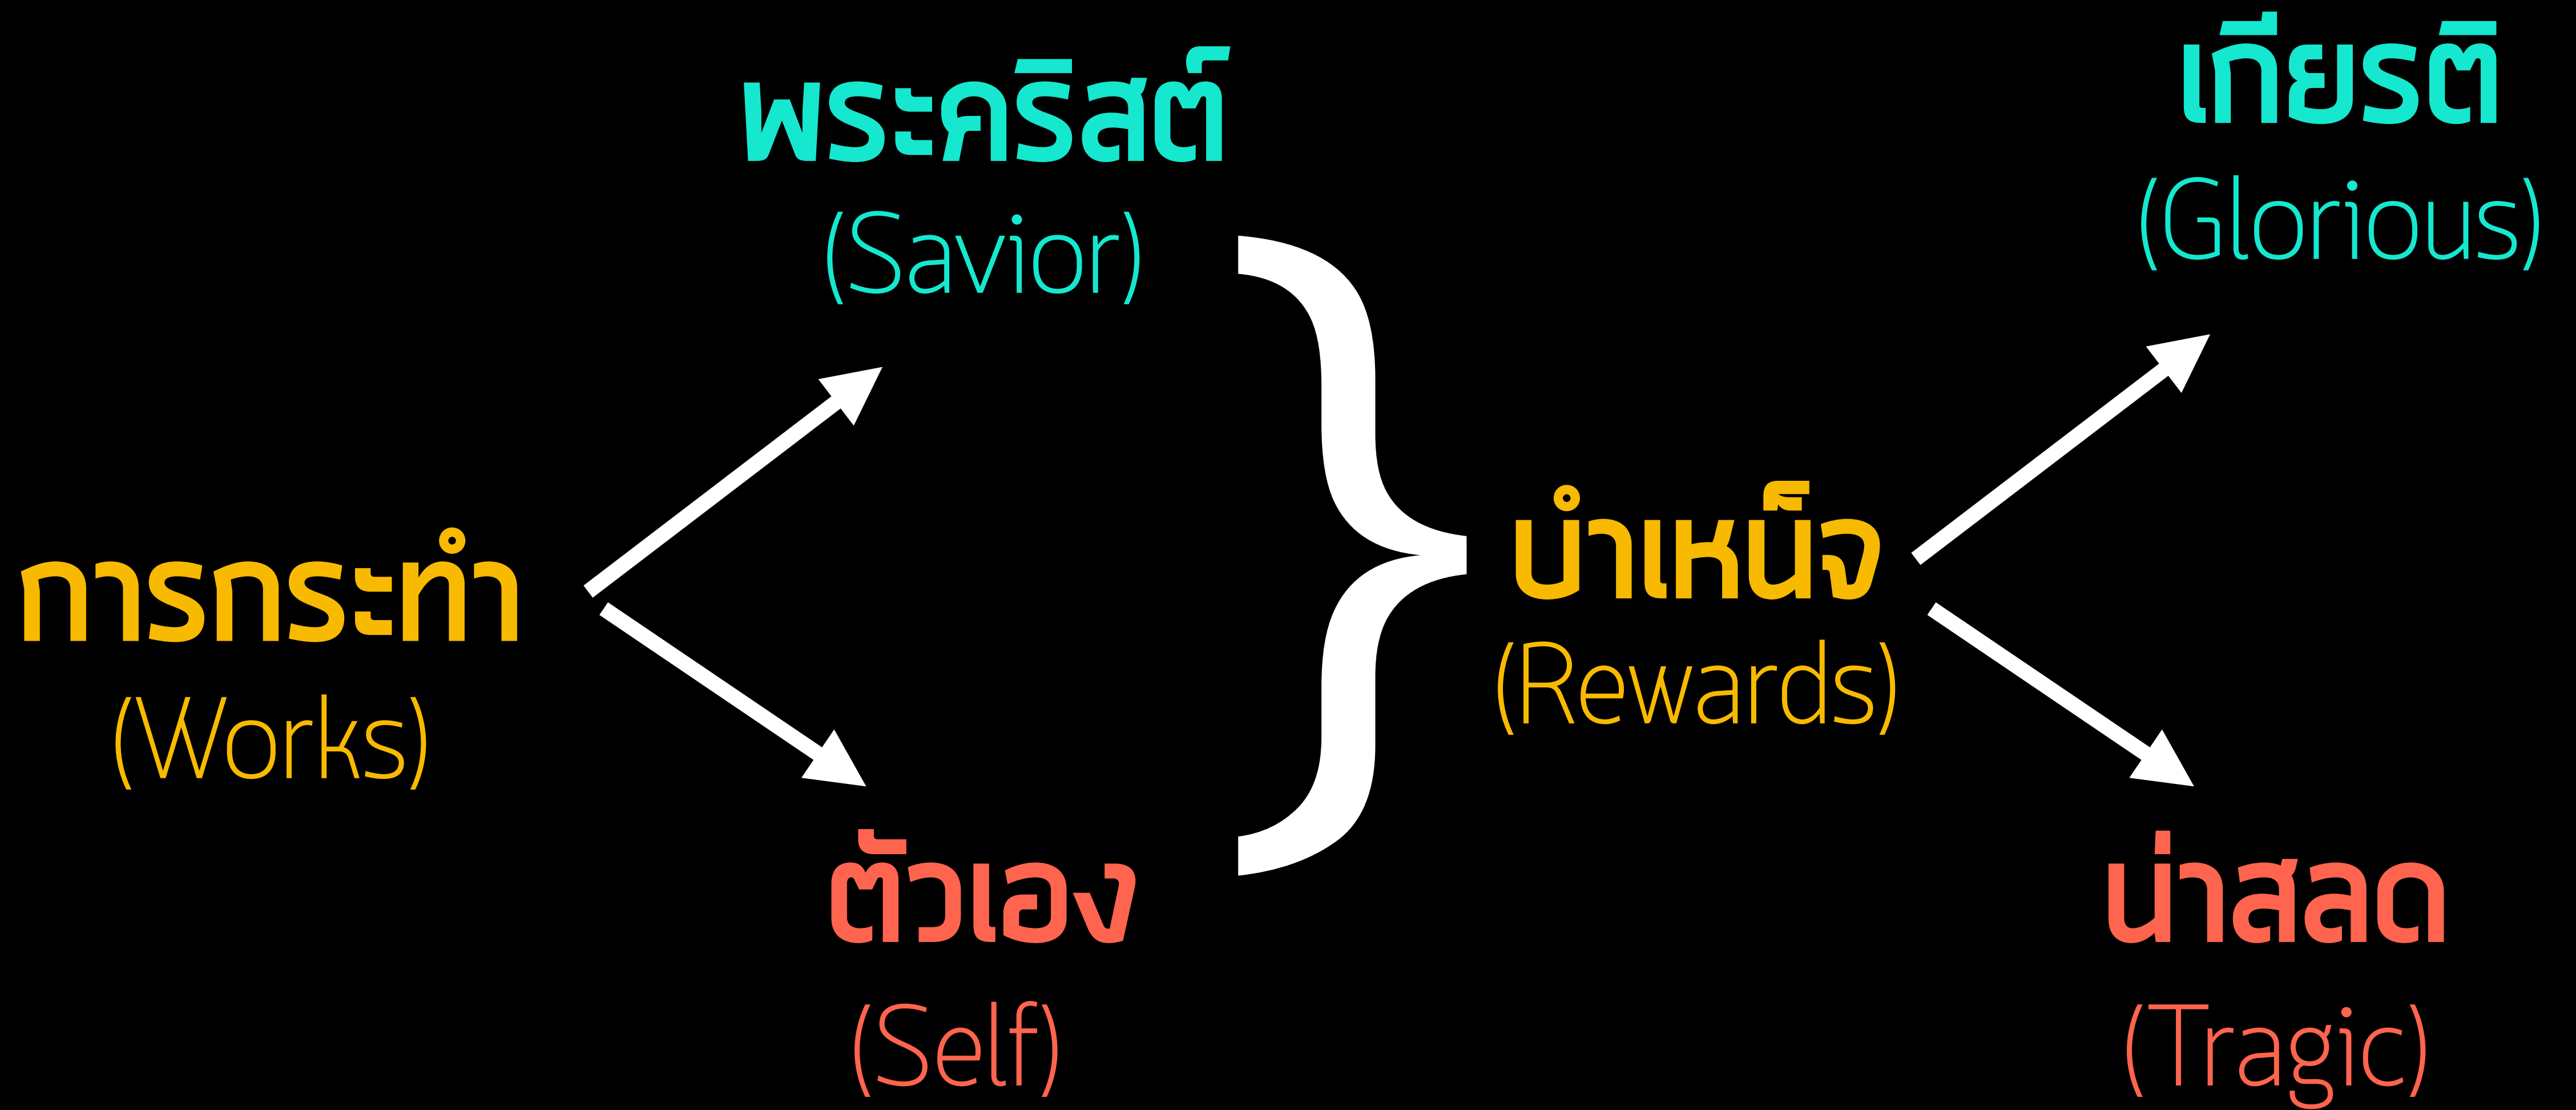 การกระทำ
(Works)
พระคริสต์
(Savior)
ตัวเอง
(Self)
บำเหน็จ
(Rewards)
เกียรติ
(Glorious)
น่าสลด
(Tragic)